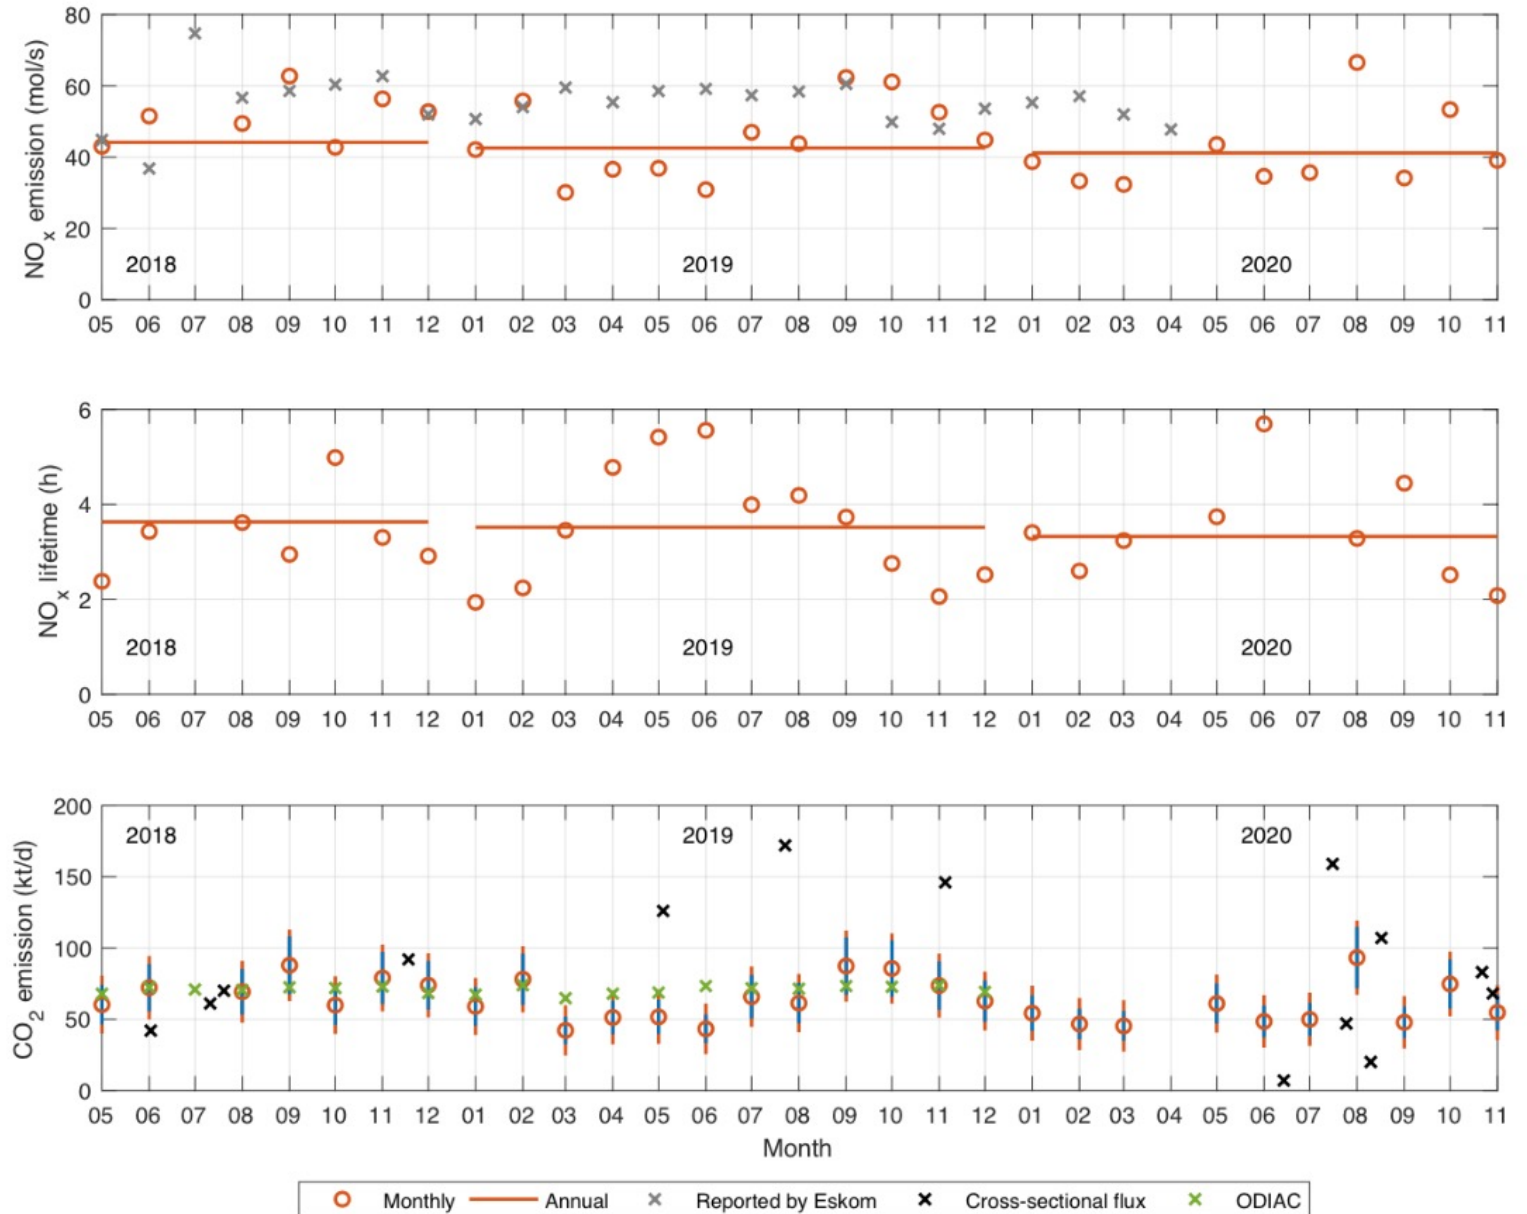 80
60
40
20
0
NOx emission (mol/s)
2018 2019 2020
05 06 07 08 09 10 11 12 01 02 03 04 05 06 07 08 09 10 11 12 01 02 03 04 05 06 07 08 09 10 11
6
4
2
0
NOx lifetime (h)
2018 2019 2020
05 06 07 08 09 10 11 12 01 02 03 04 05 06 07 08 09 10 11 12 01 02 03 04 05 06 07 08 09 10 11
200
150
100
50
0
CO2 emission (kt/d)
2018 2019 2020
05 06 07 08 09 10 11 12 01 02 03 04 05 06 07 08 09 10 11 12 01 02 03 04 05 06 07 08 09 10 11
Month
Monthly Annual Reported by Eskom Cross-sectional flux ODIAC